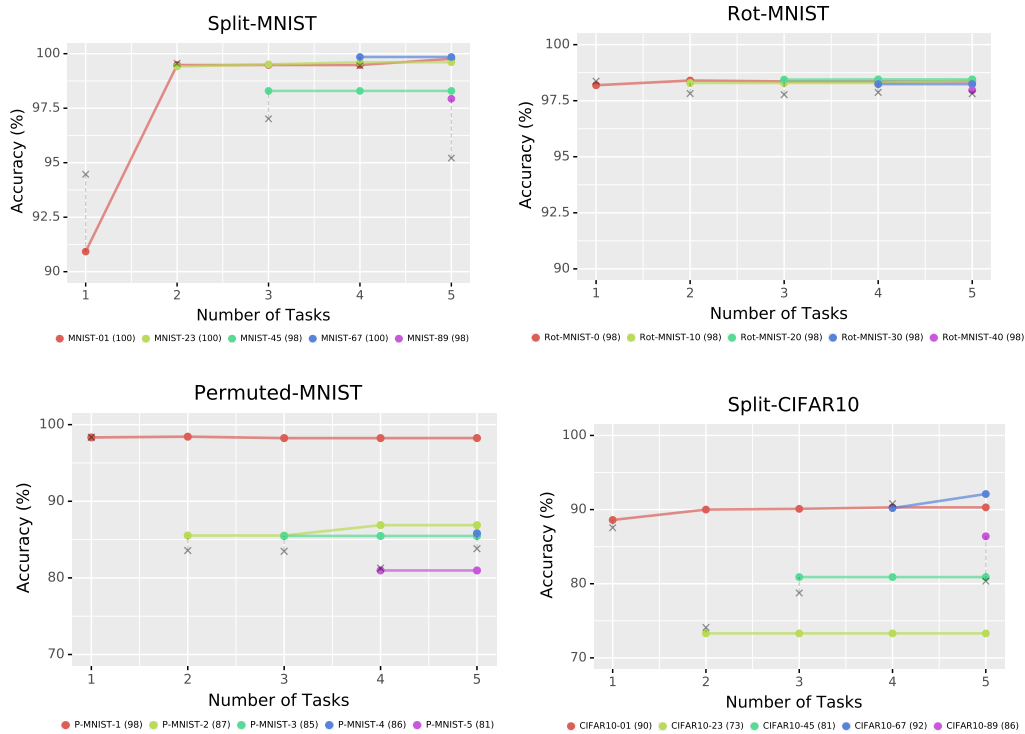 Split-MNIST
100
97.5
95
92.5
90
Accuracy (%)
1 2 3 4 5
Number of Tasks
MNIST-01 (100) MNIST-23 (100) MNIST-45 (98) MNIST-67 (100) MNIST-89 (98)
Rot-MNIST
100
97.5
95
92.5
90
Accuracy (%)
1 2 3 4 5
Number of Tasks
Rot-MNIST-0 (98) Rot-MNIST-10 (98) Rot-MNIST-20 (98) Rot-MNIST-30 (98) Rot-MNIST-40 (98)
Permuted-MNIST
100
90
80
70
Accuracy (%)
1 2 3 4 5
Number of Tasks
P-MNIST-1 (98) P-MNIST-2 (87) P-MNIST-3 (85) P-MNIST-4 (86) P-MNIST-5 (81)
Split-CIFAR10
100
90
80
70
Accuracy (%)
1 2 3 4 5
Number of Tasks
CIFAR10-01 (90) CIFAR10-23 (73) CIFAR10-45 (81) CIFAR10-67 (92) CIFAR10-89 (86)